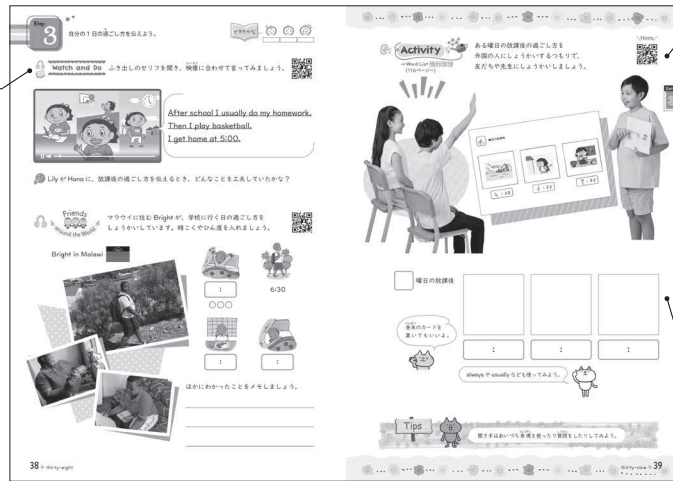 Step
3
自分の1日の過ごし方を伝えよう。
Watch and Do ふき出しのセリフを聞き、映像に合わせて言ってみましょう。
After school I usually do my homework.
Then I play basketball.
I get home at 5:00.
Lily が Hana に、放課後の過ごし方を伝えるとき、どんなことを工夫していたかな？
Friends
around the World
マラウイに住む Bright が、学校に行く日の過ごし方を
しょうかいしています。時こくやひん度を入れましょう。
Bright in Malawi
:
6:30
:
:
ほかにわかったことをメモしましょう。
38 thirty-eight
Hints
Activity
→ Word List
ある曜日の放課後の過ごし方を
外国の人にしょうかいするつもりで、
友だちや先生にしょうかいしましょう。
曜日の放課後
曜日の放課後
巻末のカードを
置いてもいいよ。
:
:
:
always や usually なども使ってみよう。
Tips
聞き手はあいづち表現を使ったり質問をしたりしてみよう。
thirty-nine 39